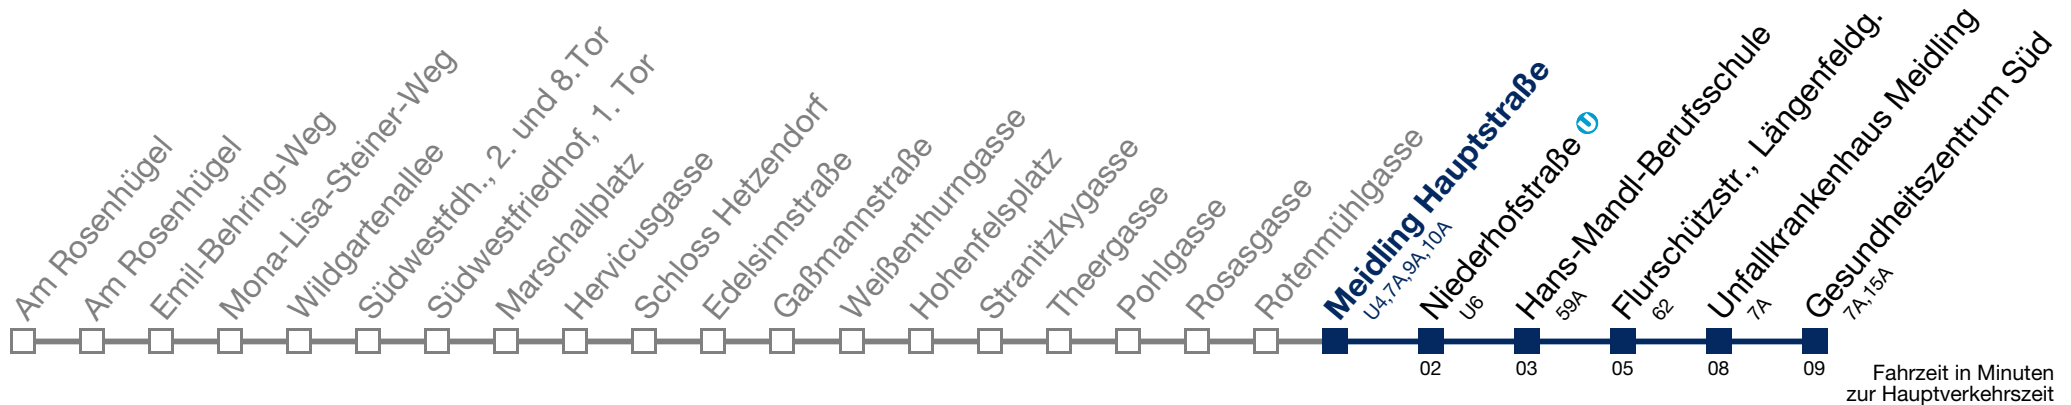 Am Rosenhügel
Am Rosenhügel
Emil-Behring-Weg
Mona-Lisa-Steiner-Weg
Wildgartenallee
Südwestfdh., 2. und 8.Tor
Südwestfriedhof, 1. Tor
Marschallplatz
Hervicusgasse
Schloss Hetzendorf
Edelsinnstraße
Gaßmannstraße
Weißenthurngasse
Hohenfelsplatz
Stranitzkygasse
Theergasse
Pohlgasse
Rosasgasse
Rotenmühlgasse
Meidling Hauptstraße
U4,7A,9A,10A
Niederhofstraße U
U6
Hans-Mandl-Berufsschule
59A
Flurschützstr., Längenfeldg.
62
Unfallkrankenhaus Meidling
7A
Gesundheitszentrum Süd
7A,15A
02 03 05 08 09
Fahrzeit in Minuten
zur Hauptverkehrszeit